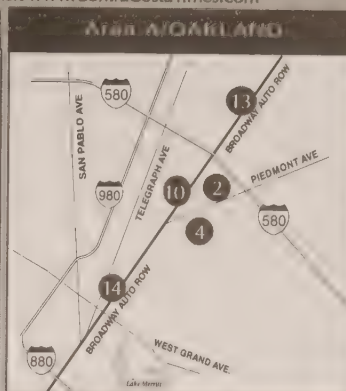 Area A/OAKLAND
580
SAN PABLO AVE
13
BROADWAY AUTO ROW
980
TELEGRAPH AVE
10
2
PIEDMONT AVE
580
4
14
BROADWAY AUTO ROW
WEST GRAND AVE.
880
Lake Merritt